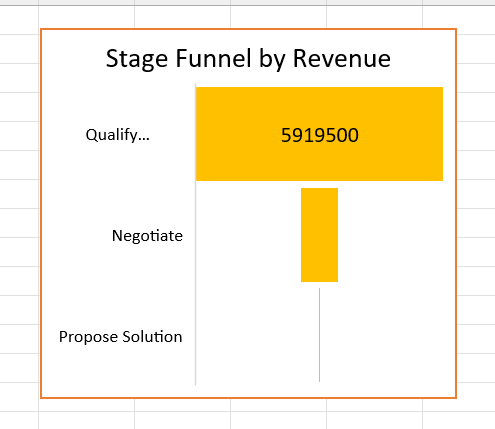 Stage Funnel by Revenue
Qualify...
5919500
Negotiate
Propose Solution